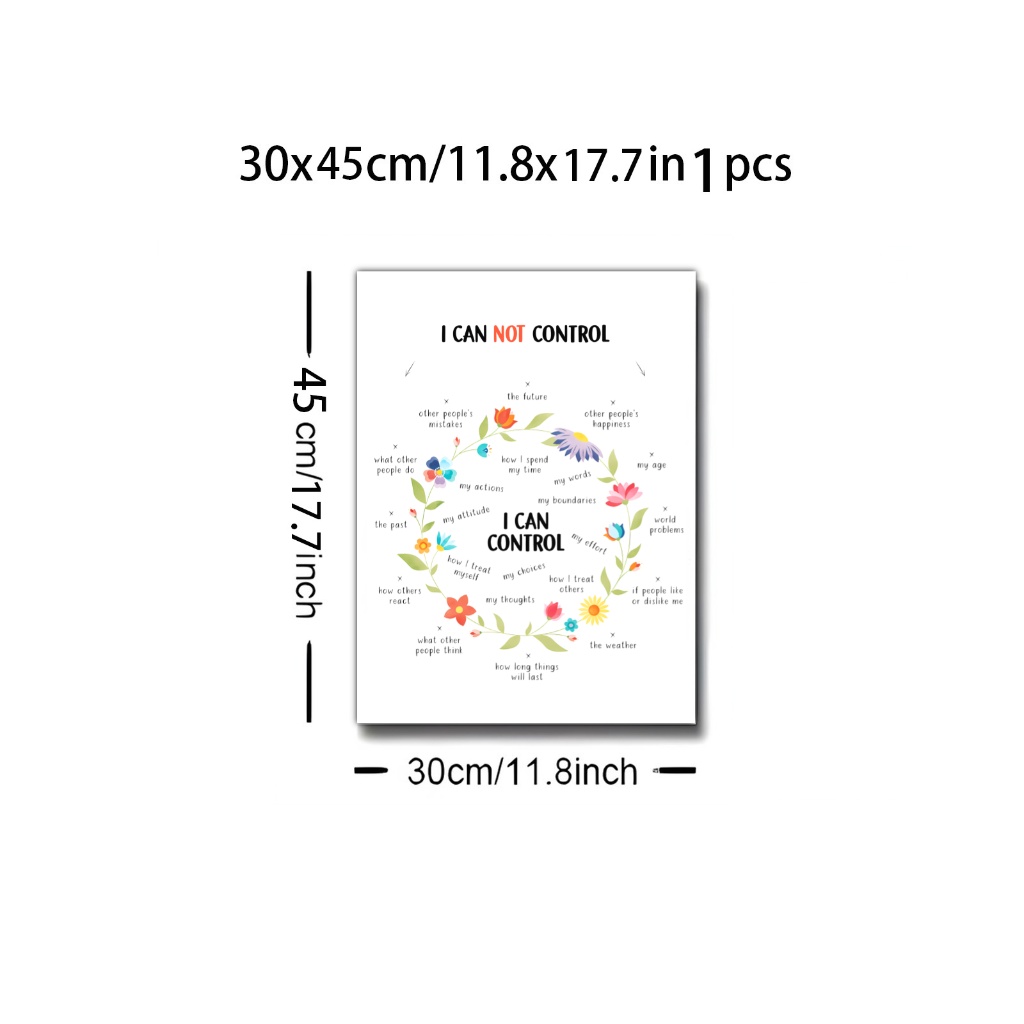 30x45cm/11.8x17.7in 1 pcs
45 cm/17.7inch
I CAN NOT CONTROL
x
the future
x
other people's
mistakes
x
other people's
happiness
x
what other
people do
x
my age
x
the past
x
world
problems
x
how others
react
x
if people like
or dislike me
x
what other
people think
x
the weather
x
how long things
will last
how I spend
my time
my words
my actions
my boundaries
my attitude
I CAN
CONTROL
my effort
how I treat
myself
my choices
how I treat
others
my thoughts
30cm/11.8inch